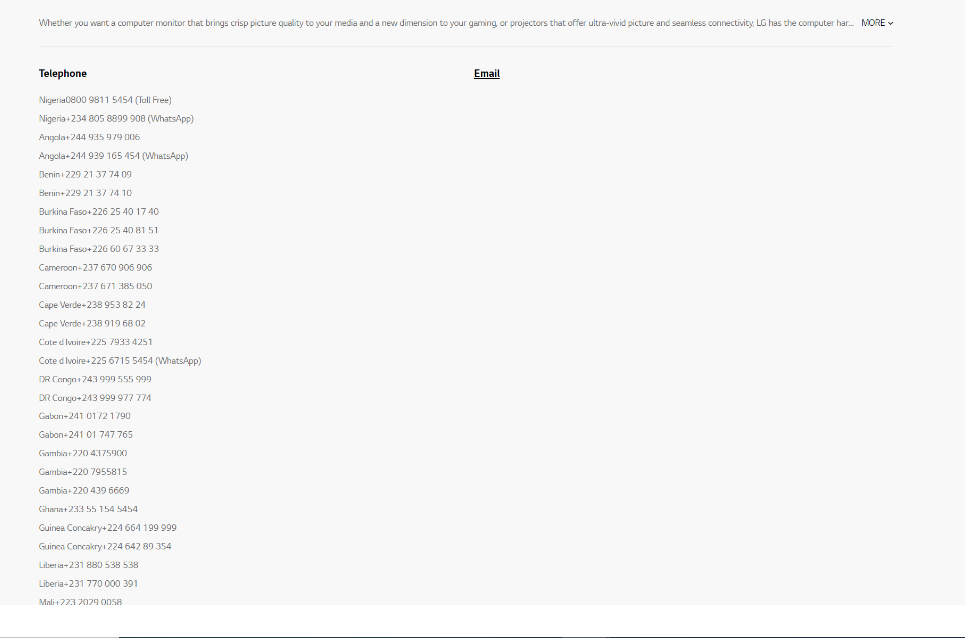 Whether you want a computer monitor that brings crisp picture quality to your media and a new dimension to your gaming, or projectors that offer ultra-vivid picture and seamless connectivity, LG has the computer har... MORE
Telephone
Email
Nigeria0800 9811 5454 (Toll Free)
Nigeria+234 805 8899 908 (WhatsApp)
Angola+244 935 979 006
Angola+244 939 165 454 (WhatsApp)
Benin+229 21 37 74 09
Benin+229 21 37 74 10
Burkina Faso+226 25 40 17 40
Burkina Faso+226 25 40 81 51
Burkina Faso+226 60 67 33 33
Cameroon+237 670 906 906
Cameroon+237 671 385 050
Cape Verde+238 953 82 24
Cape Verde+238 919 68 02
Cote d Ivoire+225 7933 4251
Cote d Ivoire+225 6715 5454 (WhatsApp)
DR Congo+243 999 555 999
DR Congo+243 999 977 774
Gabon+241 0172 1790
Gabon+241 01 747 765
Gambia+220 4375900
Gambia+220 7955815
Gambia+220 439 6669
Ghana+233 55 154 5454
Guinea Concakry+224 664 199 999
Guinea Concakry+224 642 89 354
Liberia+231 880 538 538
Liberia+231 770 000 391
Mali+223 2029 0058